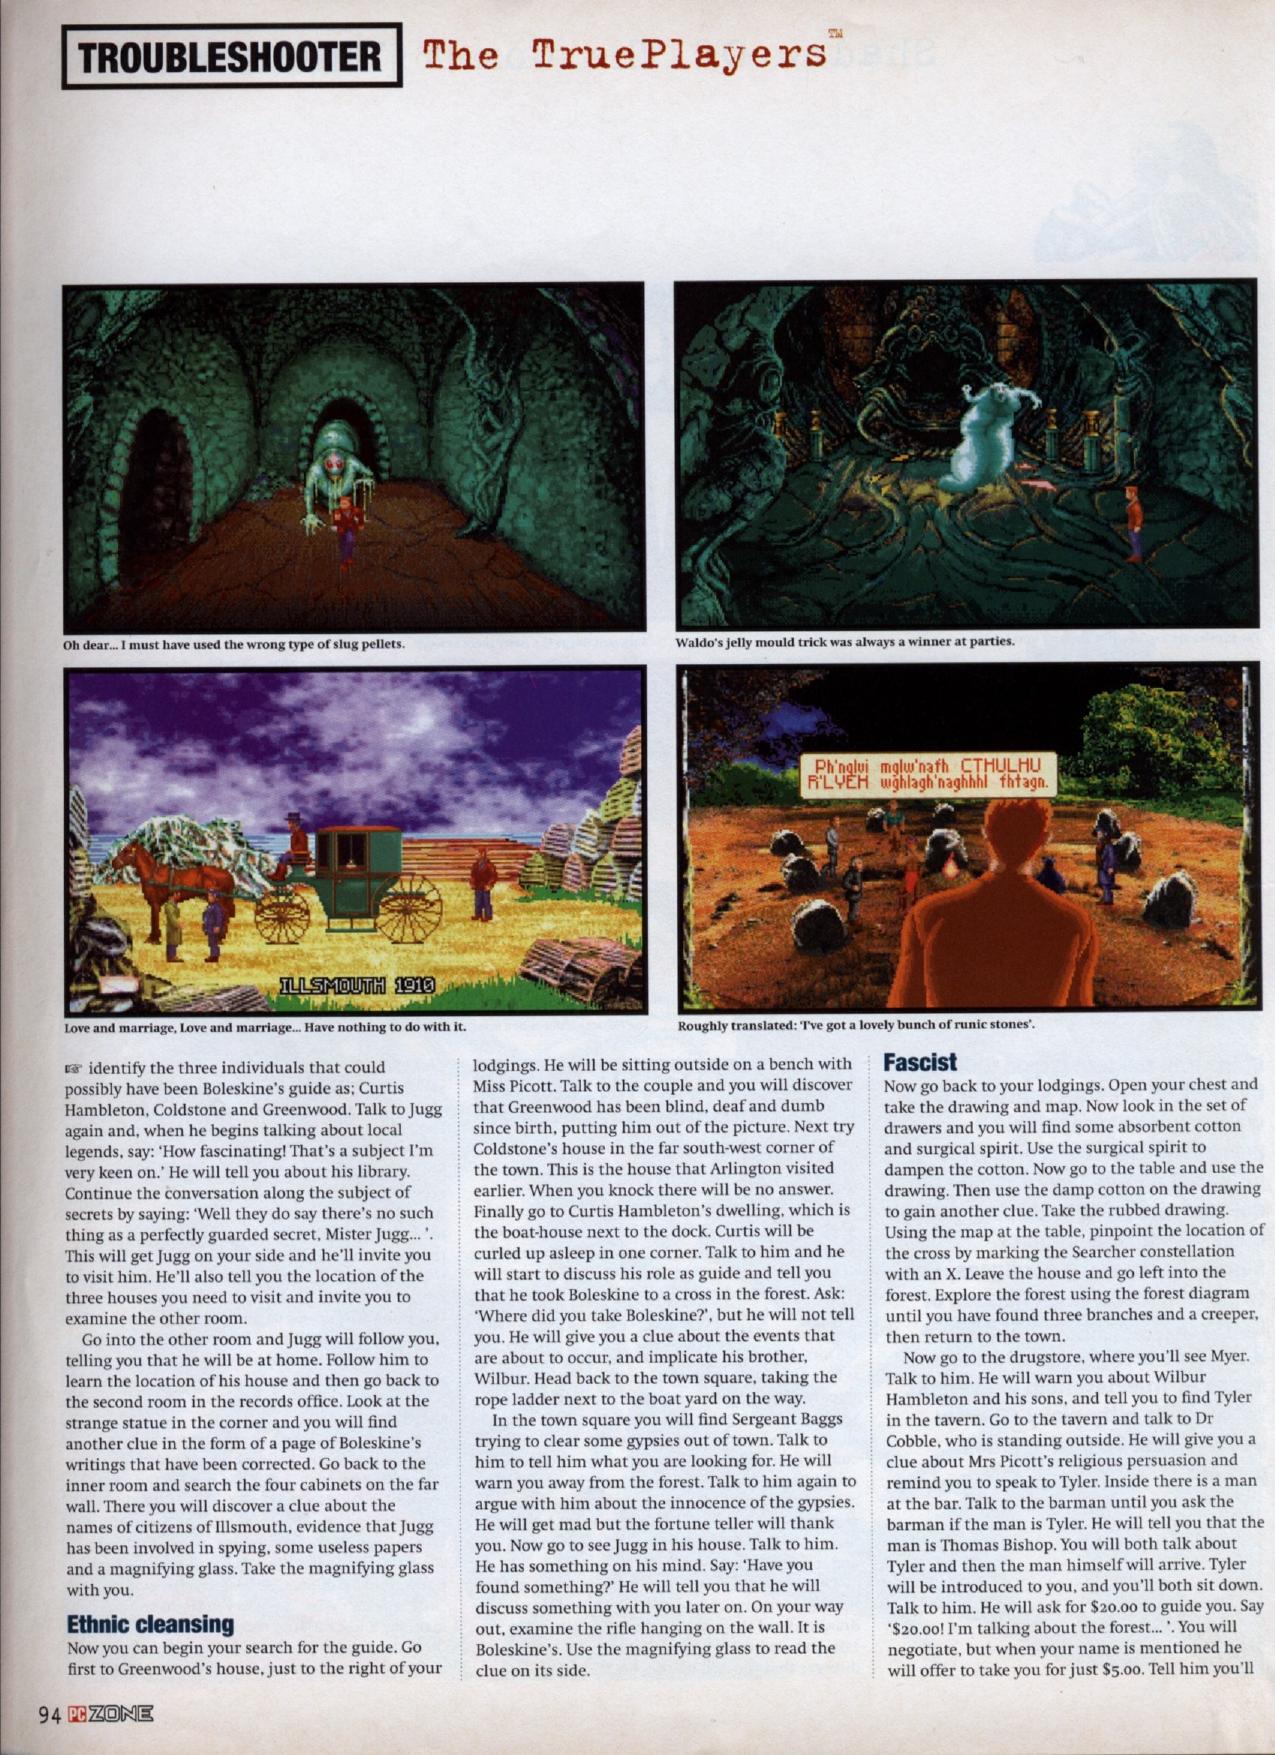 TROUBLESHOOTER The TruePlayers™
Oh dear... I must have used the wrong type of slug pellets.
Waldo's jelly mould trick was always a winner at parties.
ILLSMOUTH 1910
Ph'nglui mglw'nafh CTHULHU
R'LYEH wghlagh'naghhhl fhtagn.
Love and marriage, Love and marriage... Have nothing to do with it.
Roughly translated: 'I've got a lovely bunch of runic stones'.
☞ identify the three individuals that could
possibly have been Boleskine's guide as; Curtis
Hambleton, Coldstone and Greenwood. Talk to Jugg
again and, when he begins talking about local
legends, say: 'How fascinating! That's a subject I'm
very keen on.' He will tell you about his library.
Continue the conversation along the subject of
secrets by saying: 'Well they do say there's no such
thing as a perfectly guarded secret, Mister Jugg... '.
This will get Jugg on your side and he'll invite you
to visit him. He'll also tell you the location of the
three houses you need to visit and invite you to
examine the other room.
Go into the other room and Jugg will follow you,
telling you that he will be at home. Follow him to
learn the location of his house and then go back to
the second room in the records office. Look at the
strange statue in the corner and you will find
another clue in the form of a page of Boleskine's
writings that have been corrected. Go back to the
inner room and search the four cabinets on the far
wall. There you will discover a clue about the
names of citizens of Illsmouth, evidence that Jugg
has been involved in spying, some useless papers
and a magnifying glass. Take the magnifying glass
with you.
Ethnic cleansing
Now you can begin your search for the guide. Go
first to Greenwood's house, just to the right of your
lodgings. He will be sitting outside on a bench with
Miss Picott. Talk to the couple and you will discover
that Greenwood has been blind, deaf and dumb
since birth, putting him out of the picture. Next try
Coldstone's house in the far south-west corner of
the town. This is the house that Arlington visited
earlier. When you knock there will be no answer.
Finally go to Curtis Hambleton's dwelling, which is
the boat-house next to the dock. Curtis will be
curled up asleep in one corner. Talk to him and he
will start to discuss his role as guide and tell you
that he took Boleskine to a cross in the forest. Ask:
'Where did you take Boleskine?', but he will not tell
you. He will give you a clue about the events that
are about to occur, and implicate his brother,
Wilbur. Head back to the town square, taking the
rope ladder next to the boat yard on the way.
In the town square you will find Sergeant Baggs
trying to clear some gypsies out of town. Talk to
him to tell him what you are looking for. He will
warn you away from the forest. Talk to him again to
argue with him about the innocence of the gypsies.
He will get mad but the fortune teller will thank
you. Now go to see Jugg in his house. Talk to him.
He has something on his mind. Say: 'Have you
found something?' He will tell you that he will
discuss something with you later on. On your way
out, examine the rifle hanging on the wall. It is
Boleskine's. Use the magnifying glass to read the
clue on its side.
Fascist
Now go back to your lodgings. Open your chest and
take the drawing and map. Now look in the set of
drawers and you will find some absorbent cotton
and surgical spirit. Use the surgical spirit to
dampen the cotton. Now go to the table and use the
drawing. Then use the damp cotton on the drawing
to gain another clue. Take the rubbed drawing.
Using the map at the table, pinpoint the location of
the cross by marking the Searcher constellation
with an X. Leave the house and go left into the
forest. Explore the forest using the forest diagram
until you have found three branches and a creeper,
then return to the town.
Now go to the drugstore, where you'll see Myer.
Talk to him. He will warn you about Wilbur
Hambleton and his sons, and tell you to find Tyler
in the tavern. Go to the tavern and talk to Dr
Cobble, who is standing outside. He will give you a
clue about Mrs Picott's religious persuasion and
remind you to speak to Tyler. Inside there is a man
at the bar. Talk to the barman until you ask the
barman if the man is Tyler. He will tell you that the
man is Thomas Bishop. You will both talk about
Tyler and then the man himself will arrive. Tyler
will be introduced to you, and you'll both sit down.
Talk to him. He will ask for $20.00 to guide you. Say
'$20.00! I'm talking about the forest... '. You will
negotiate, but when your name is mentioned he
will offer to take you for just $5.00. Tell him you'll
94 PC ZONE